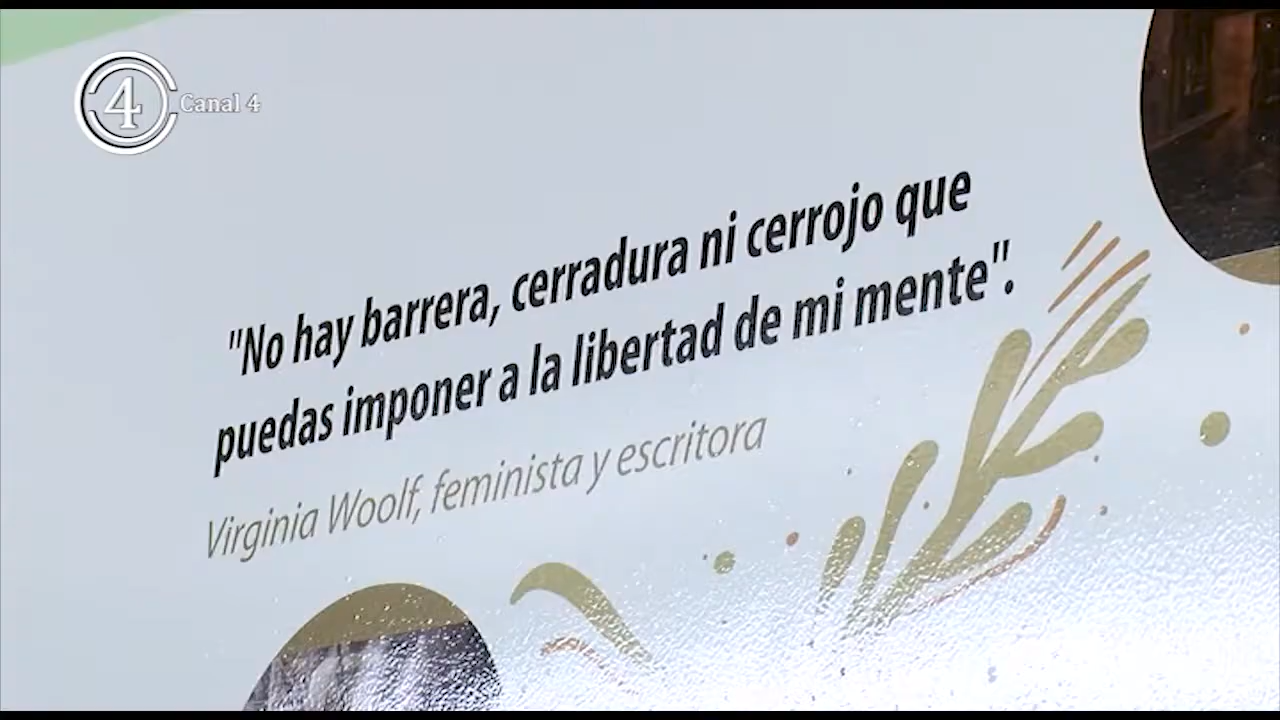 4
Canal 4
"No hay barrera, cerradura ni cerrojo que
puedas imponer a la libertad de mi mente".
Virginia Woolf, feminista y escritora